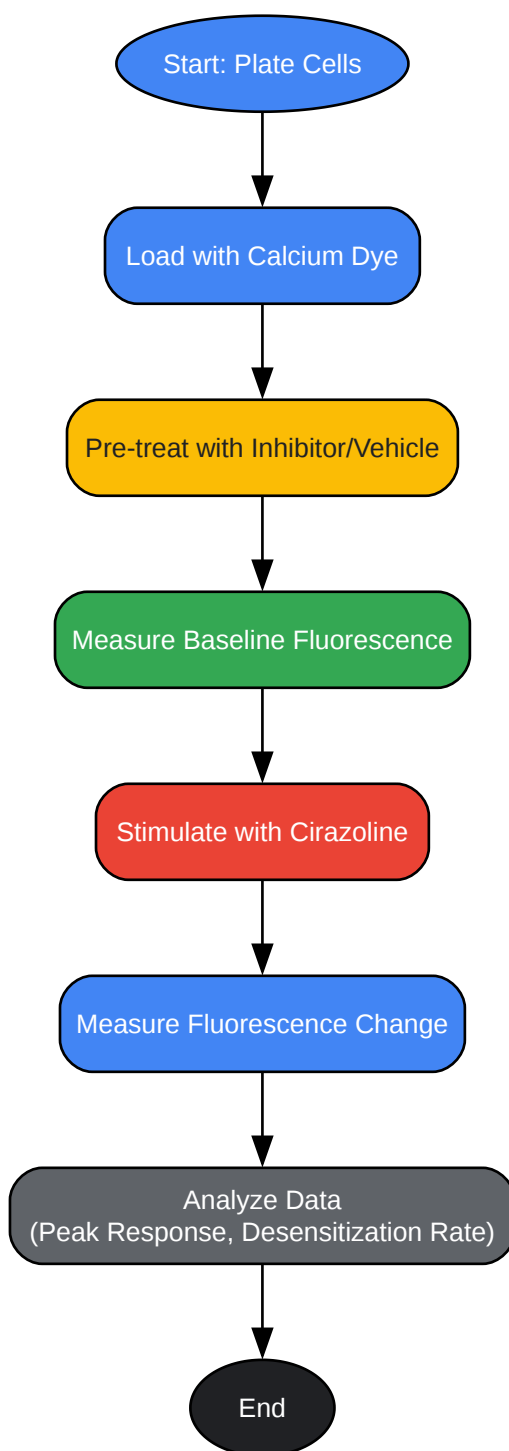 Start: Plate Cells
Load with Calcium Dye
Pre-treat with Inhibitor/Vehicle
Measure Baseline Fluorescence
Stimulate with Cirazoline
Measure Fluorescence Change
Analyze Data
(Peak Response, Desensitization Rate)
End